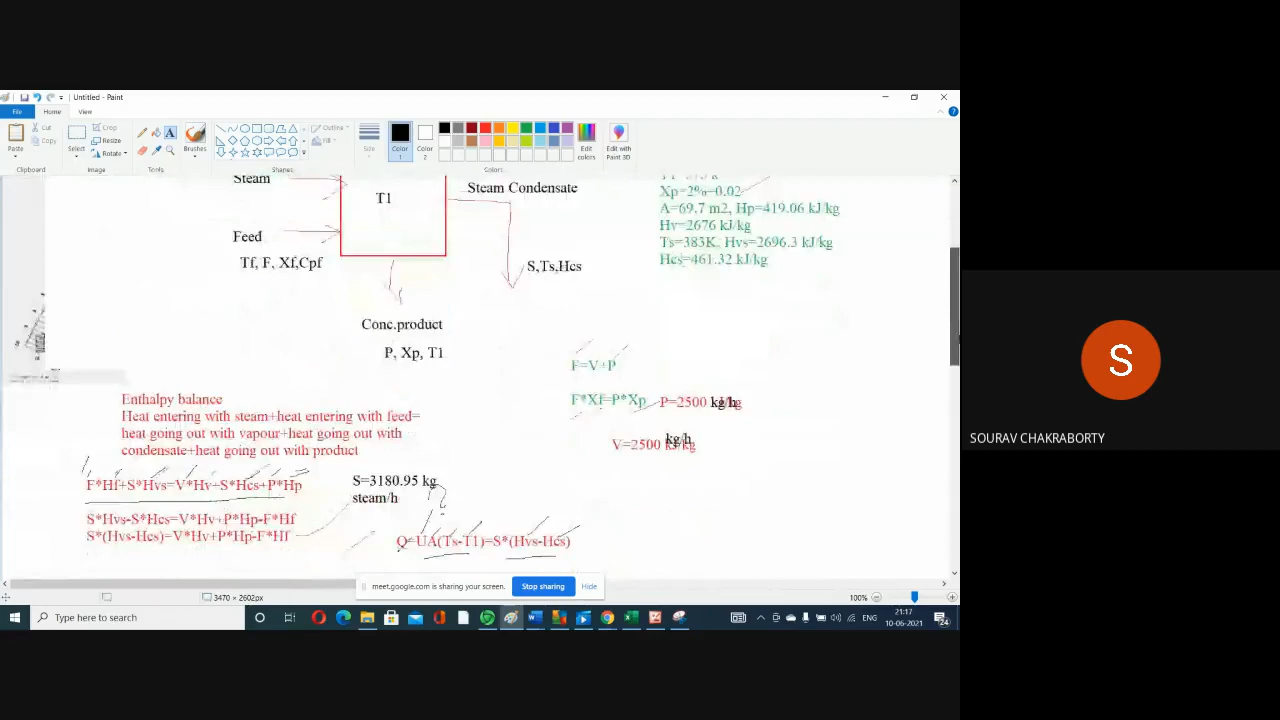 Untitled - Paint
File Home View
Cut
Copy
Paste
Crop
Resize
Rotate
Select
Brushes
Outline
Fill
Size
Color 1
Color 2
Edit colors
Edit with Paint 3D
Clipboard
Image
Tools
Shapes
Colors
Steam
T1
Steam Condensate
Feed
Tf, F, Xf,Cpf
S,Ts,Hcs
Conc.product
P, Xp, T1
Xp=2%=0.02
A=69.7 m2, Hp=419.06 kJ/kg
Hv=2676 kJ/kg
Ts=383K, Hvs=2696.3 kJ/kg
Hcs=461.32 kJ/kg
F=V+P
F*Xf=P*Xp
P=2500 kg/h
V=2500 kJ/kg
kg/h
Enthalpy balance
Heat entering with steam+heat entering with feed=
heat going out with vapour+heat going out with
condensate+heat going out with product
F*Hf+S*Hvs=V*Hv+S*Hcs+P*Hp
S*Hvs-S*Hcs=V*Hv+P*Hp-F*Hf
S*(Hvs-Hcs)=V*Hv+P*Hp-F*Hf
S=3180.95 kg
steam/h
?
Q=UA(Ts-T1)=S*(Hvs-Hcs)
meet.google.com is sharing your screen.
Stop sharing
Hide
3470 × 2602px
100%
Type here to search
ENG
21:17
10-06-2021
24
S
SOURAV CHAKRABORTY